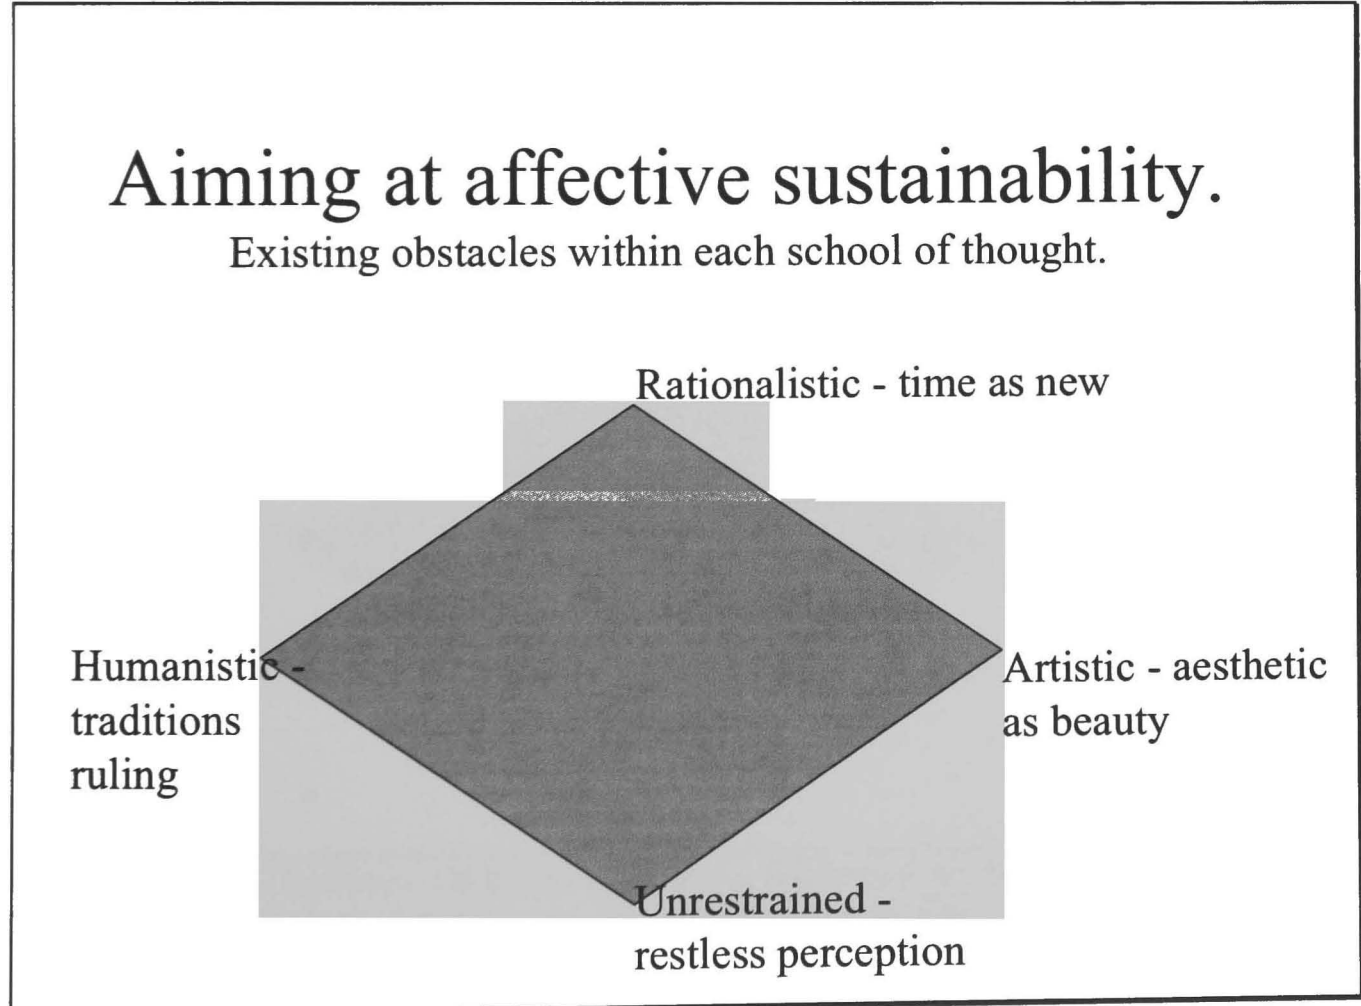 Aiming at affective sustainability.
Existing obstacles within each school of thought.
Rationalistic - time as new
Humanistic -
traditions
ruling
Artistic - aesthetic
as beauty
Unrestrained -
restless perception